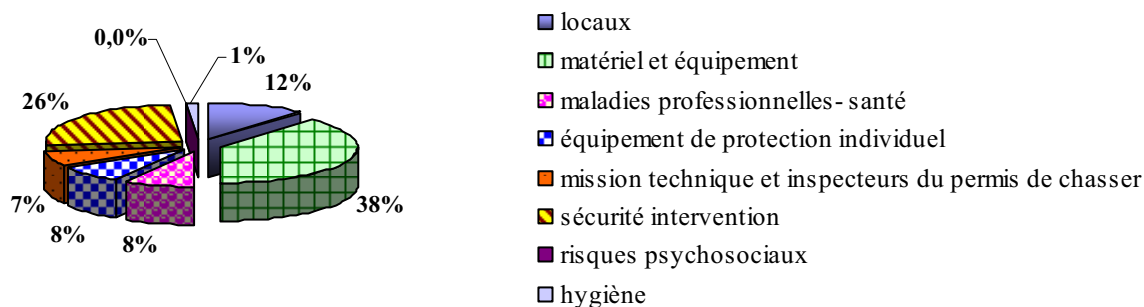 0,0%
1%
12%
26%
38%
7%
8%
8%
locaux
matériel et équipement
maladies professionnelles- santé
équipement de protection individuel
mission technique et inspecteurs du permis de chasser
sécurité intervention
risques psychosociaux
hygiène